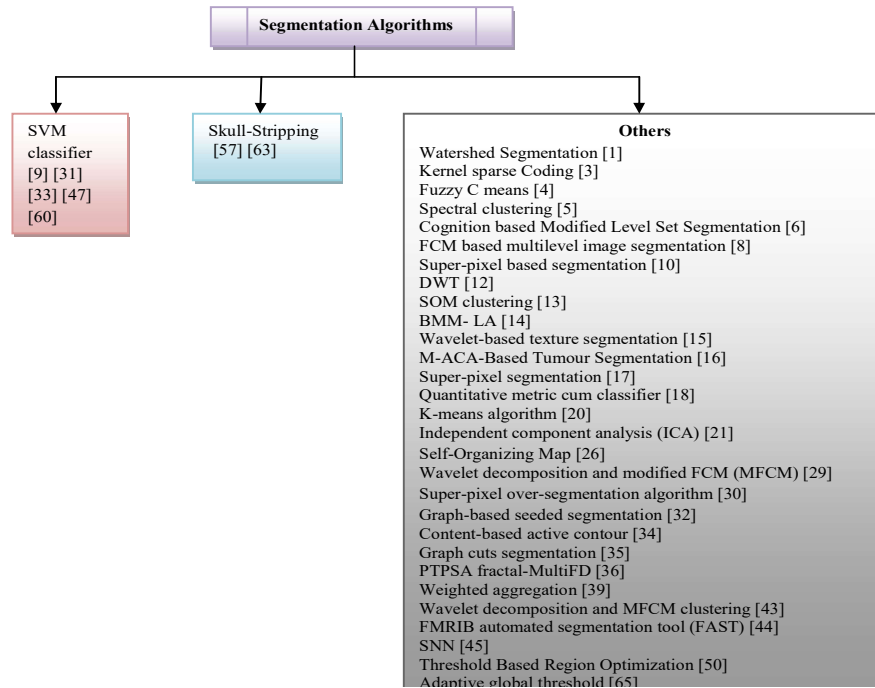 Segmentation Algorithms
SVM
classifier
[9] [31]
[33] [47]
[60]
Skull-Stripping
[57] [63]
Others
Watershed Segmentation [1]
Kernel sparse Coding [3]
Fuzzy C means [4]
Spectral clustering [5]
Cognition based Modified Level Set Segmentation [6]
FCM based multilevel image segmentation [8]
Super-pixel based segmentation [10]
DWT [12]
SOM clustering [13]
BMM- LA [14]
Wavelet-based texture segmentation [15]
M-ACA-Based Tumour Segmentation [16]
Super-pixel segmentation [17]
Quantitative metric cum classifier [18]
K-means algorithm [20]
Independent component analysis (ICA) [21]
Self-Organizing Map [26]
Wavelet decomposition and modified FCM (MFCM) [29]
Super-pixel over-segmentation algorithm [30]
Graph-based seeded segmentation [32]
Content-based active contour [34]
Graph cuts segmentation [35]
PTPSA fractal-MultiFD [36]
Weighted aggregation [39]
Wavelet decomposition and MFCM clustering [43]
FMRIB automated segmentation tool (FAST) [44]
SNN [45]
Threshold Based Region Optimization [50]
Adaptive global threshold [65]